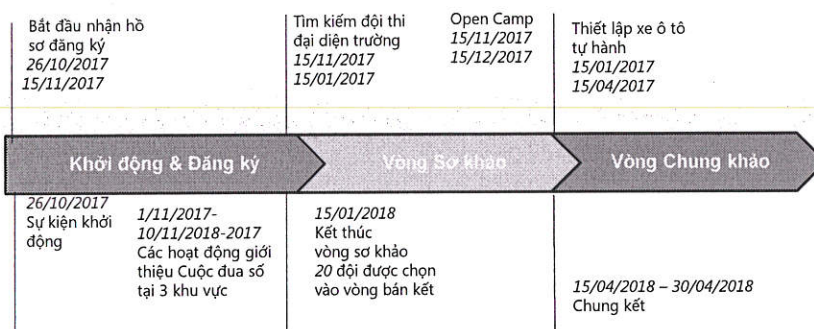 Bắt đầu nhận hồ
sơ đăng ký
26/10/2017
15/11/2017
Tìm kiếm đội thi
đại diện trường
15/11/2017
15/01/2017
Open Camp
15/11/2017
15/12/2017
Thiết lập xe ô tô
tự hành
15/01/2017
15/04/2017
Khởi động & Đăng ký
Vòng Sơ khảo
Vòng Chung khảo
26/10/2017
Sự kiện khởi
động
1/11/2017-
10/11/2018-2017
Các hoạt động giới
thiệu Cuộc đua số
tại 3 khu vực
15/01/2018
Kết thúc
vòng sơ khảo
20 đội được chọn
vào vòng bán kết
15/04/2018 – 30/04/2018
Chung kết